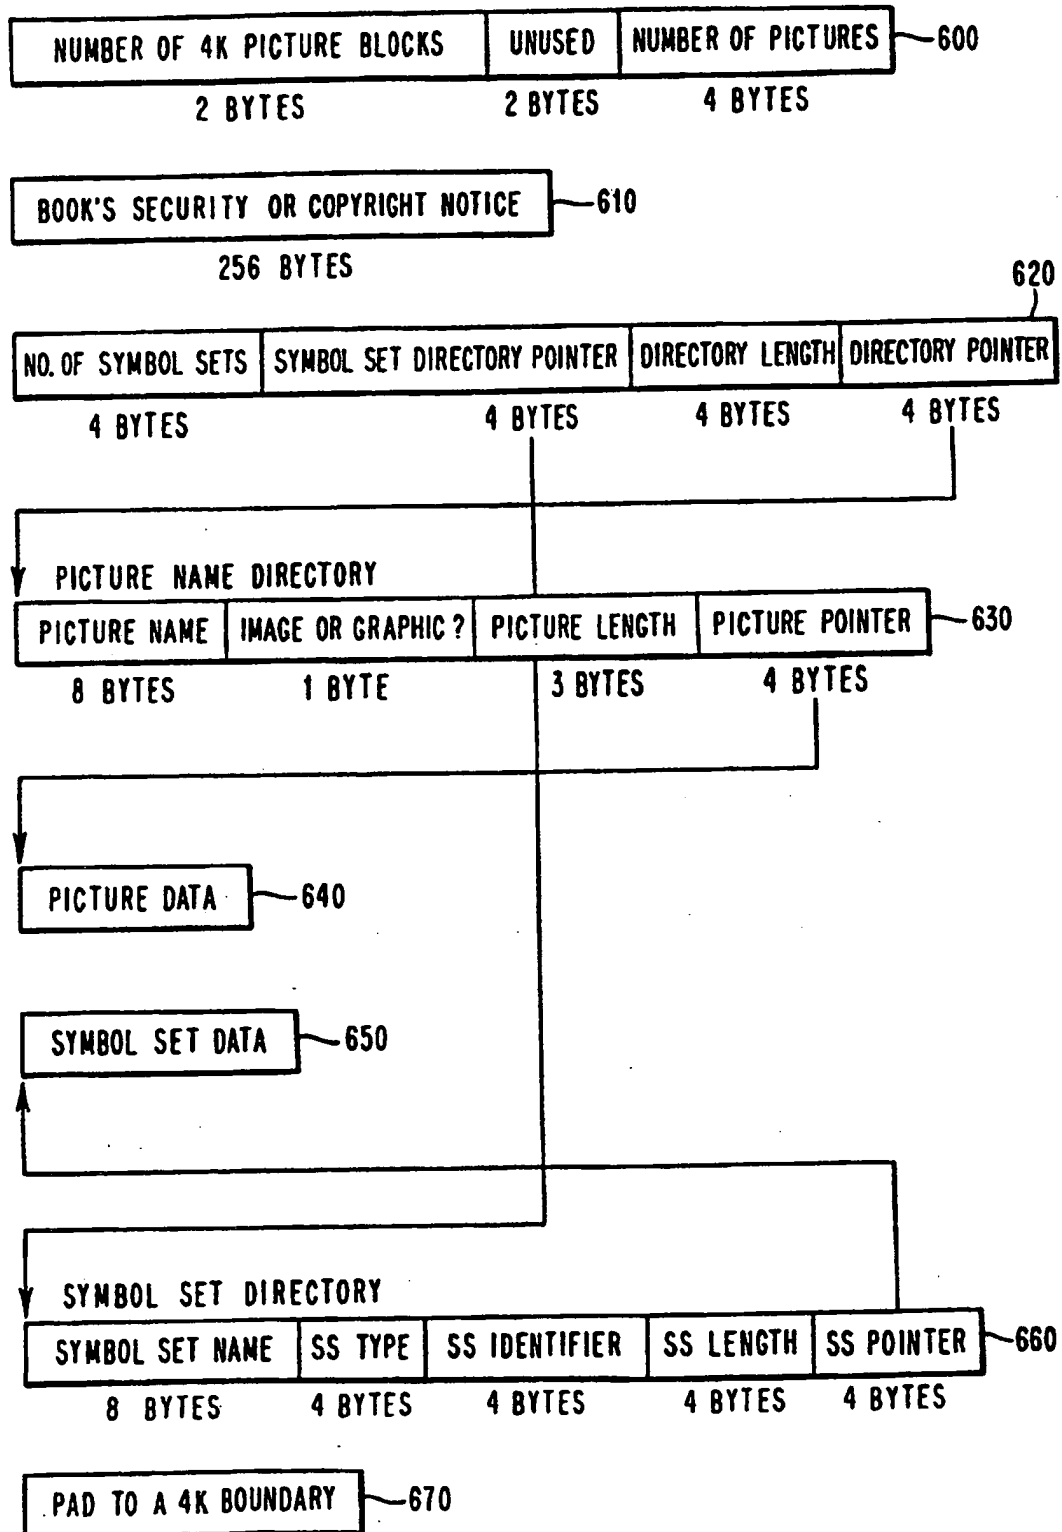 NUMBER OF 4K PICTURE BLOCKS UNUSED NUMBER OF PICTURES 600
2 BYTES 2 BYTES 4 BYTES
BOOK'S SECURITY OR COPYRIGHT NOTICE 610
256 BYTES
620
NO. OF SYMBOL SETS SYMBOL SET DIRECTORY POINTER DIRECTORY LENGTH DIRECTORY POINTER
4 BYTES 4 BYTES 4 BYTES 4 BYTES
PICTURE NAME DIRECTORY
PICTURE NAME IMAGE OR GRAPHIC ? PICTURE LENGTH PICTURE POINTER 630
8 BYTES 1 BYTE 3 BYTES 4 BYTES
PICTURE DATA 640
SYMBOL SET DATA 650
SYMBOL SET DIRECTORY
SYMBOL SET NAME SS TYPE SS IDENTIFIER SS LENGTH SS POINTER 660
8 BYTES 4 BYTES 4 BYTES 4 BYTES 4 BYTES
PAD TO A 4K BOUNDARY 670